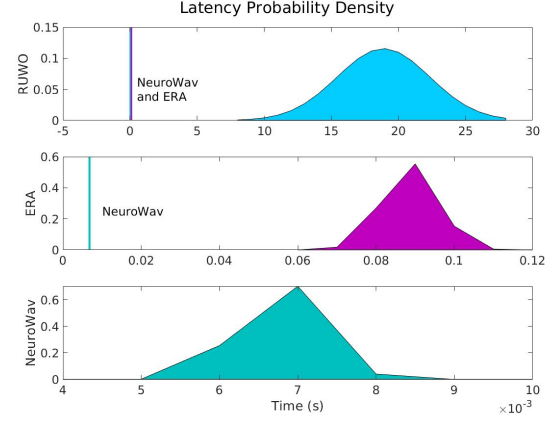 Latency Probability Density
RUWO
0.15
0.1
0.05
0
NeuroWav
and ERA
-5 0 5 10 15 20 25 30
ERA
0.6
0.4
0.2
0
NeuroWav
0 0.02 0.04 0.06 0.08 0.1 0.12
NeuroWav
0.6
0.4
0.2
0
4 5 6 7 8 9 10
Time (s)
×10⁻³